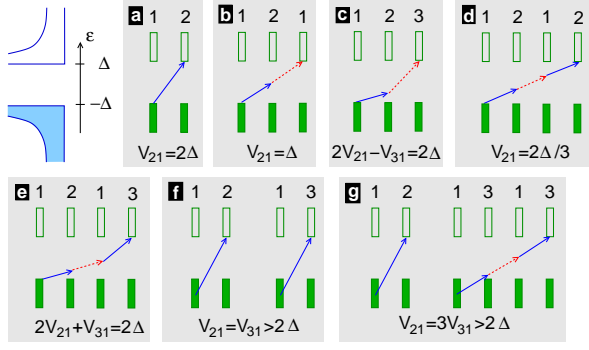 ε
Δ
−Δ
a 1 2
V21=2Δ
b 1 2 1
V21=Δ
c 1 2 3
2V21−V31=2Δ
d 1 2 1 2
V21=2Δ/3
e 1 2 1 3
2V21+V31=2Δ
f 1 2 1 3
V21=V31>2Δ
g 1 2 1 3 1 3
V21=3V31>2Δ